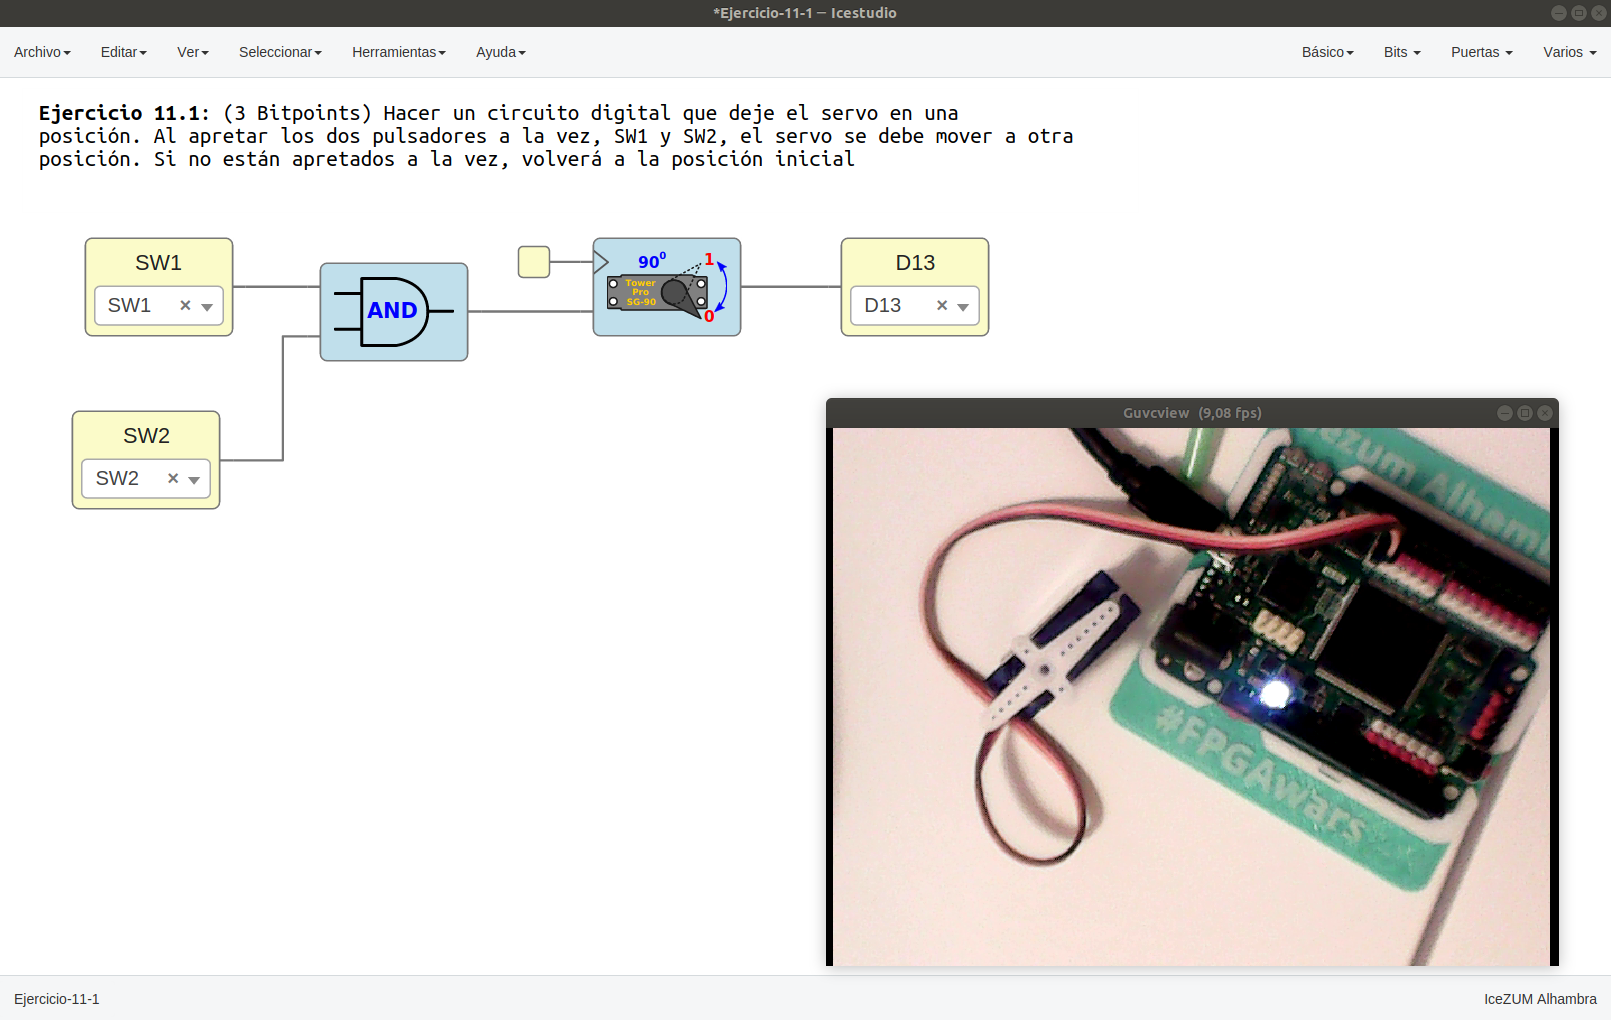 *Ejercicio-11-1 — Icestudio
Archivo Editar Ver Seleccionar Herramientas Ayuda Básico Bits Puertas Varios
Ejercicio 11.1: (3 Bitpoints) Hacer un circuito digital que deje el servo en una
posición. Al apretar los dos pulsadores a la vez, SW1 y SW2, el servo se debe mover a otra
posición. Si no están apretados a la vez, volverá a la posición inicial
SW1
SW1 ×
AND
90⁰
1
Tower
Pro
SG-90
0
D13
D13 ×
SW2
SW2 ×
Guvcview (9,08 fps)
Icezum Alhamb
#FPGAwars
Ejercicio-11-1
IceZUM Alhambra